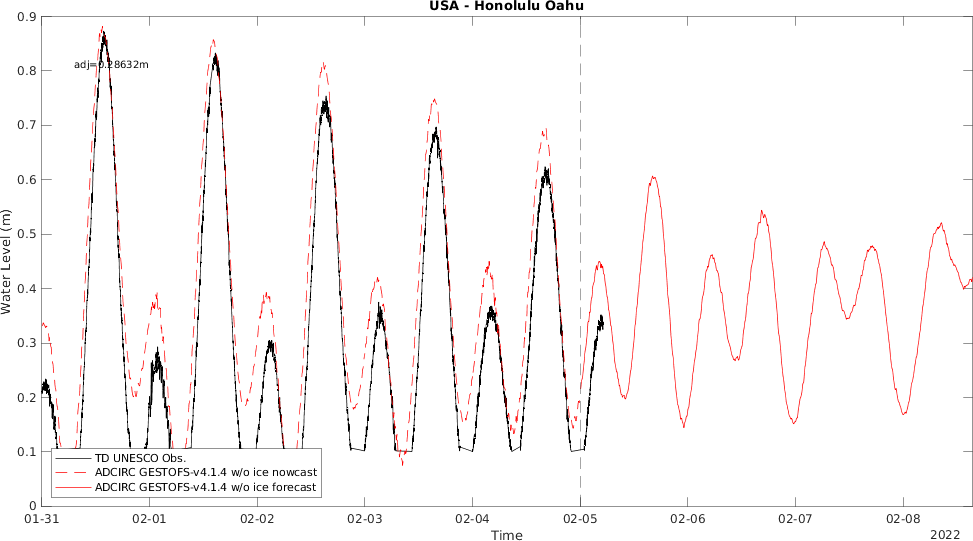 USA - Honolulu Oahu
adj=0.28632m
Water Level (m)
0.9
0.8
0.7
0.6
0.5
0.4
0.3
0.2
0.1
0
TD UNESCO Obs.
ADCIRC GESTOFS-v4.1.4 w/o ice nowcast
ADCIRC GESTOFS-v4.1.4 w/o ice forecast
01-31 02-01 02-02 02-03 02-04 02-05 02-06 02-07 02-08
Time
2022